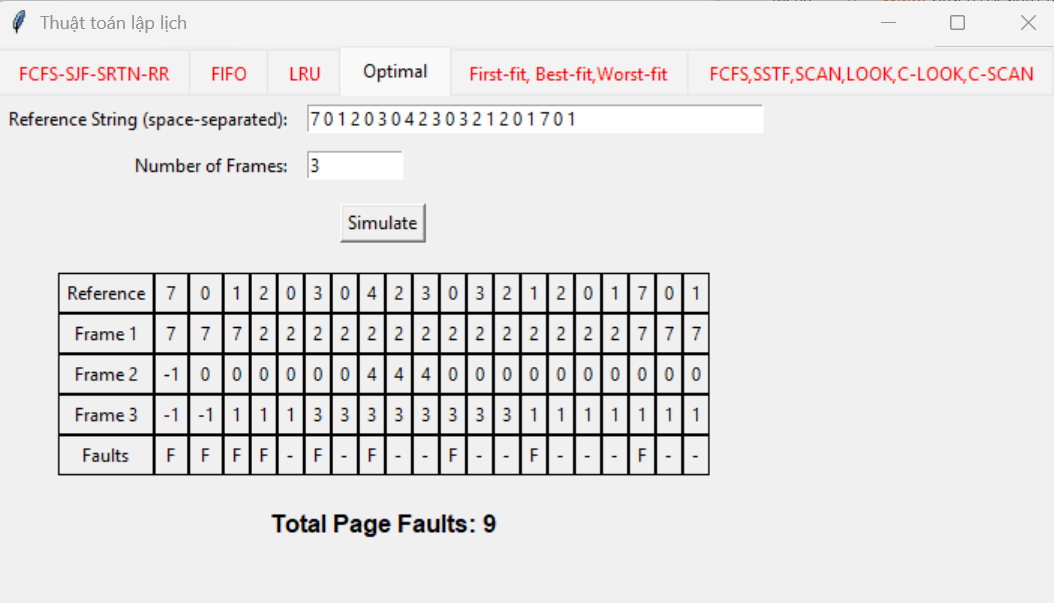 Thuật toán lập lịch
FCFS-SJF-SRTN-RR FIFO LRU Optimal First-fit, Best-fit,Worst-fit FCFS,SSTF,SCAN,LOOK,C-LOOK,C-SCAN
Reference String (space-separated): 7 0 1 2 0 3 0 4 2 3 0 3 2 1 2 0 1 7 0 1
Number of Frames: 3
Simulate
Reference 7 0 1 2 0 3 0 4 2 3 0 3 2 1 2 0 1 7 0 1
Frame 1 7 7 7 2 2 2 2 2 2 2 2 2 2 2 2 2 2 7 7 7
Frame 2 -1 0 0 0 0 0 0 4 4 4 0 0 0 0 0 0 0 0 0 0
Frame 3 -1 -1 1 1 1 3 3 3 3 3 3 3 3 1 1 1 1 1 1 1
Faults F F F F - F - F - - F - - F - - - F - -
Total Page Faults: 9